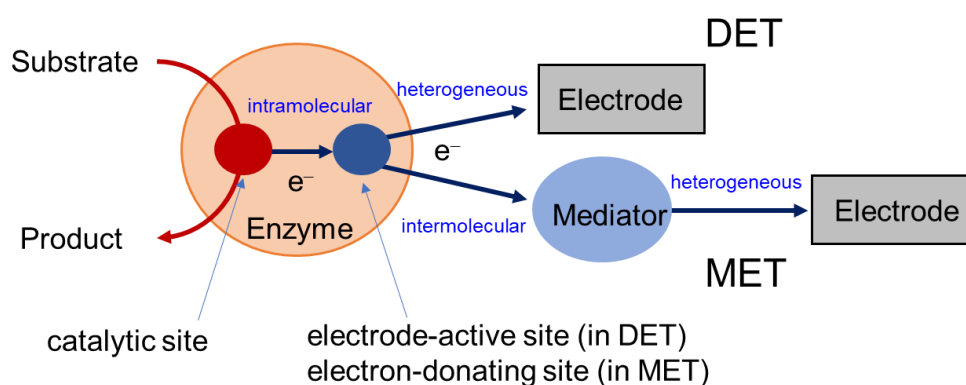 DET
Substrate
heterogeneous
Electrode
intramolecular
e⁻
e⁻
heterogeneous
Mediator
Electrode
Product
Enzyme
intermolecular
MET
catalytic site
electrode-active site (in DET)
electron-donating site (in MET)